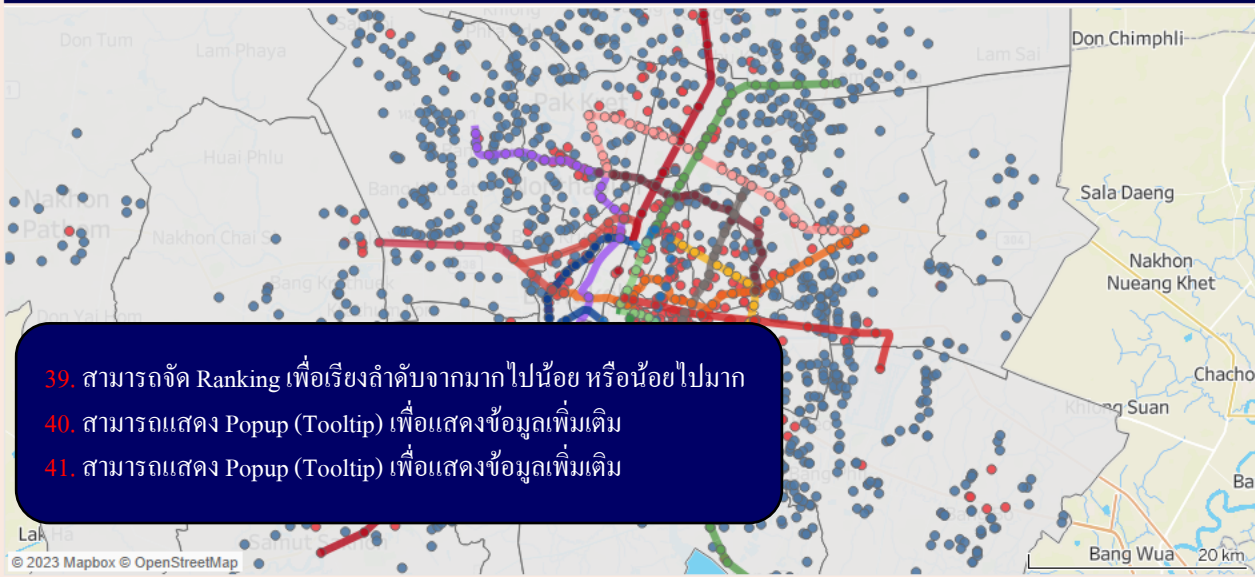 Don Tum
Lam Phaya
Don Chimphli
Lam Sai
Pak Kret
Huai Phlu
Sala Daeng
Nakhon
Pathom
Nakhon Chai Si
304
Nakhon
Nueang Khet
Don Yai Hom
39. สามารถจัด Ranking เพื่อเรียงลำดับจากมากไปน้อย หรือน้อยไปมาก
40. สามารถแสดง Popup (Tooltip) เพื่อแสดงข้อมูลเพิ่มเติม
41. สามารถแสดง Popup (Tooltip) เพื่อแสดงข้อมูลเพิ่มเติม
Chacho
Khlong Suan
Ba
Samut Sakhon
Bang Wua
20 km
© 2023 Mapbox © OpenStreetMap